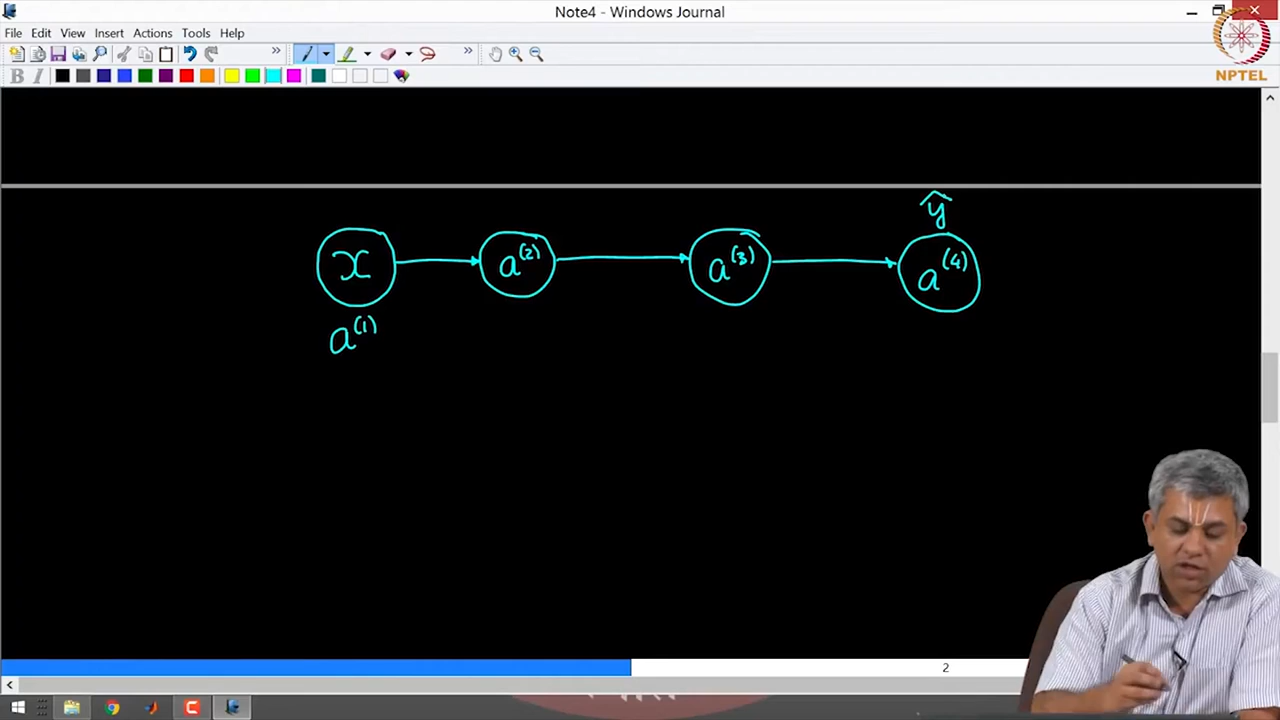 Note4 - Windows Journal
File Edit View Insert Actions Tools Help
B I
NPTEL
ŷ
x a⁽²⁾ a⁽³⁾ a⁽⁴⁾
a⁽¹⁾
2